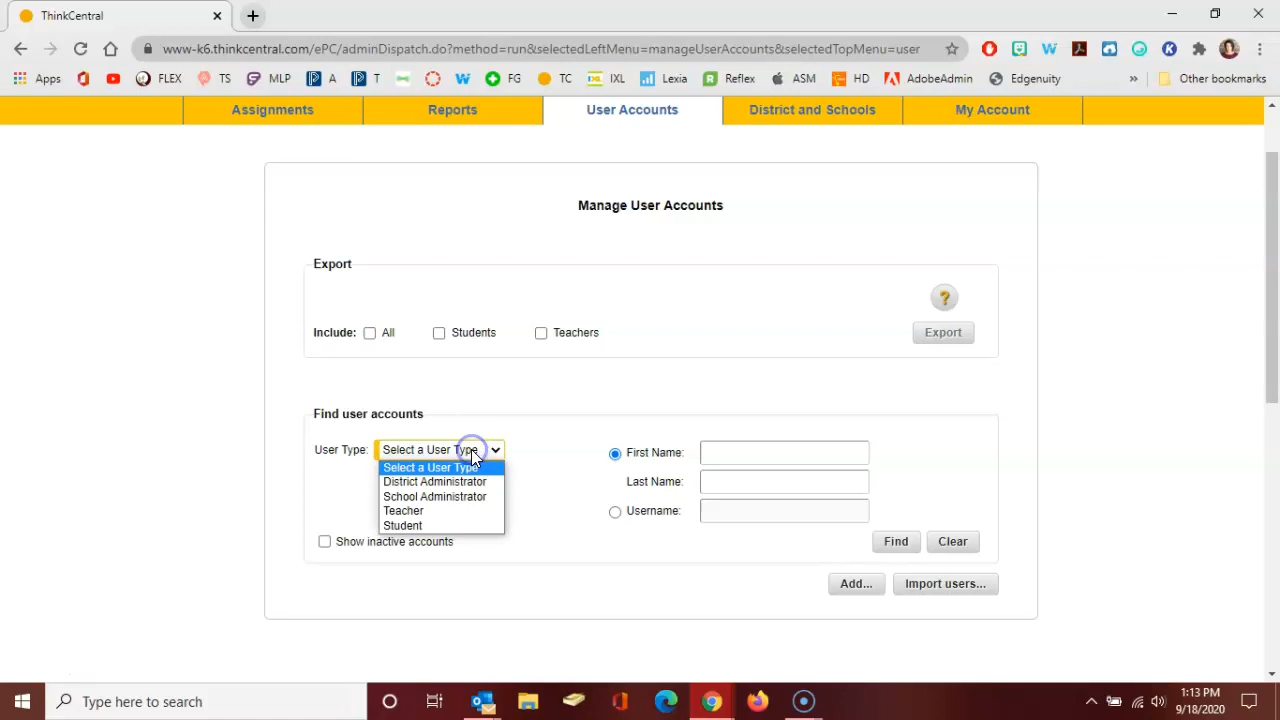 ThinkCentral
www-k6.thinkcentral.com/ePC/adminDispatch.do?method=run&selectedLeftMenu=manageUserAccounts&selectedTopMenu=user
Apps FLEX TS MLP T FG TC IXL Lexia Reflex ASM HD AdobeAdmin Edgenuity » Other bookmarks
Assignments Reports User Accounts District and Schools My Account
Manage User Accounts
Export
?
Include: All Students Teachers Export
Find user accounts
User Type: Select a User Type First Name:
Select a User Type
District Administrator Last Name:
School Administrator
Teacher Username:
Student
Show inactive accounts Find Clear
Add... Import users...
Type here to search
1:13 PM
9/18/2020